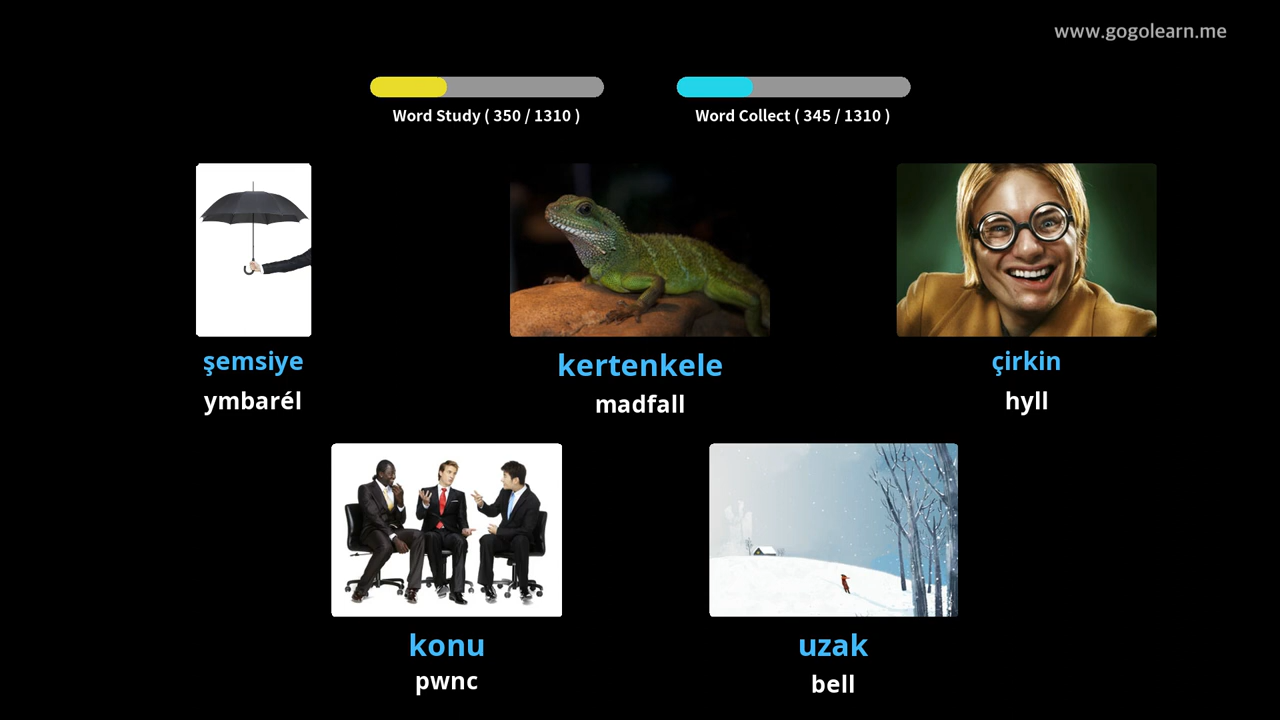 www.gogolearn.me
Word Study ( 350 / 1310 )
Word Collect ( 345 / 1310 )
şemsiye
ymbarél
kertenkele
madfall
çirkin
hyll
konu
pwnc
uzak
bell